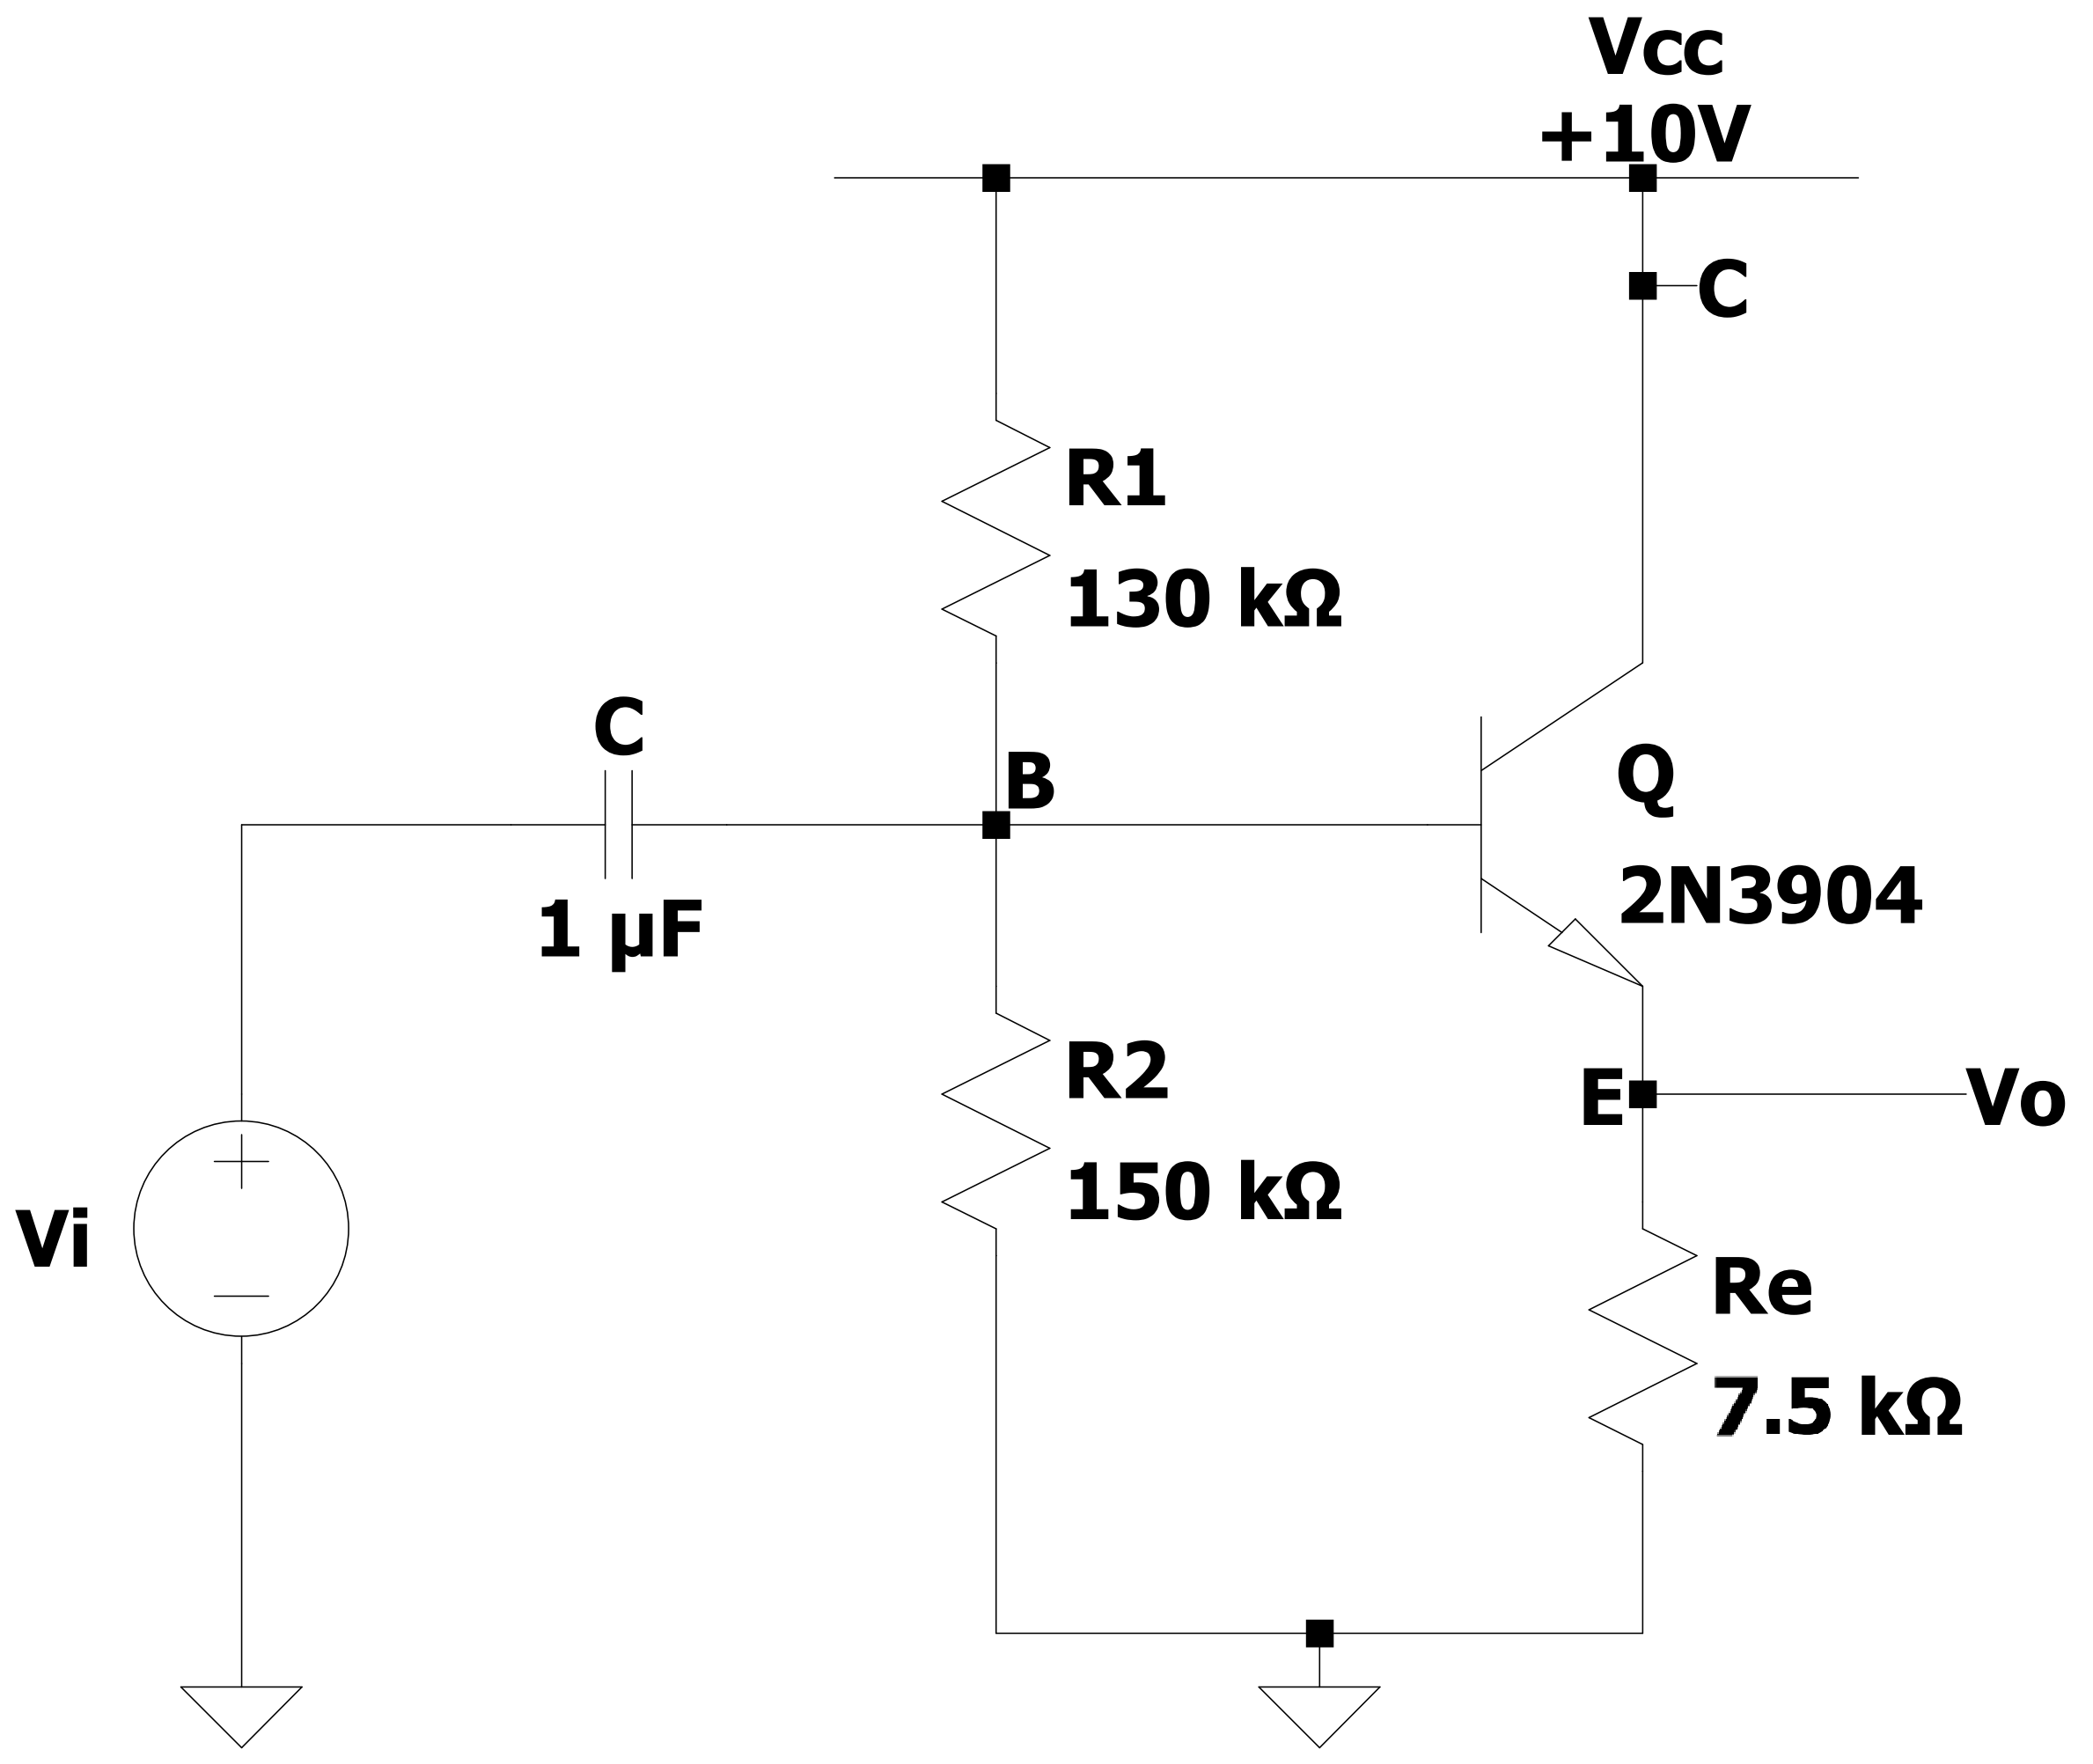 Vcc
+10V
C
R1
130 kΩ
C
1 µF
B
Q
2N3904
R2
150 kΩ
E
Vo
Vi
Re
7.5 kΩ